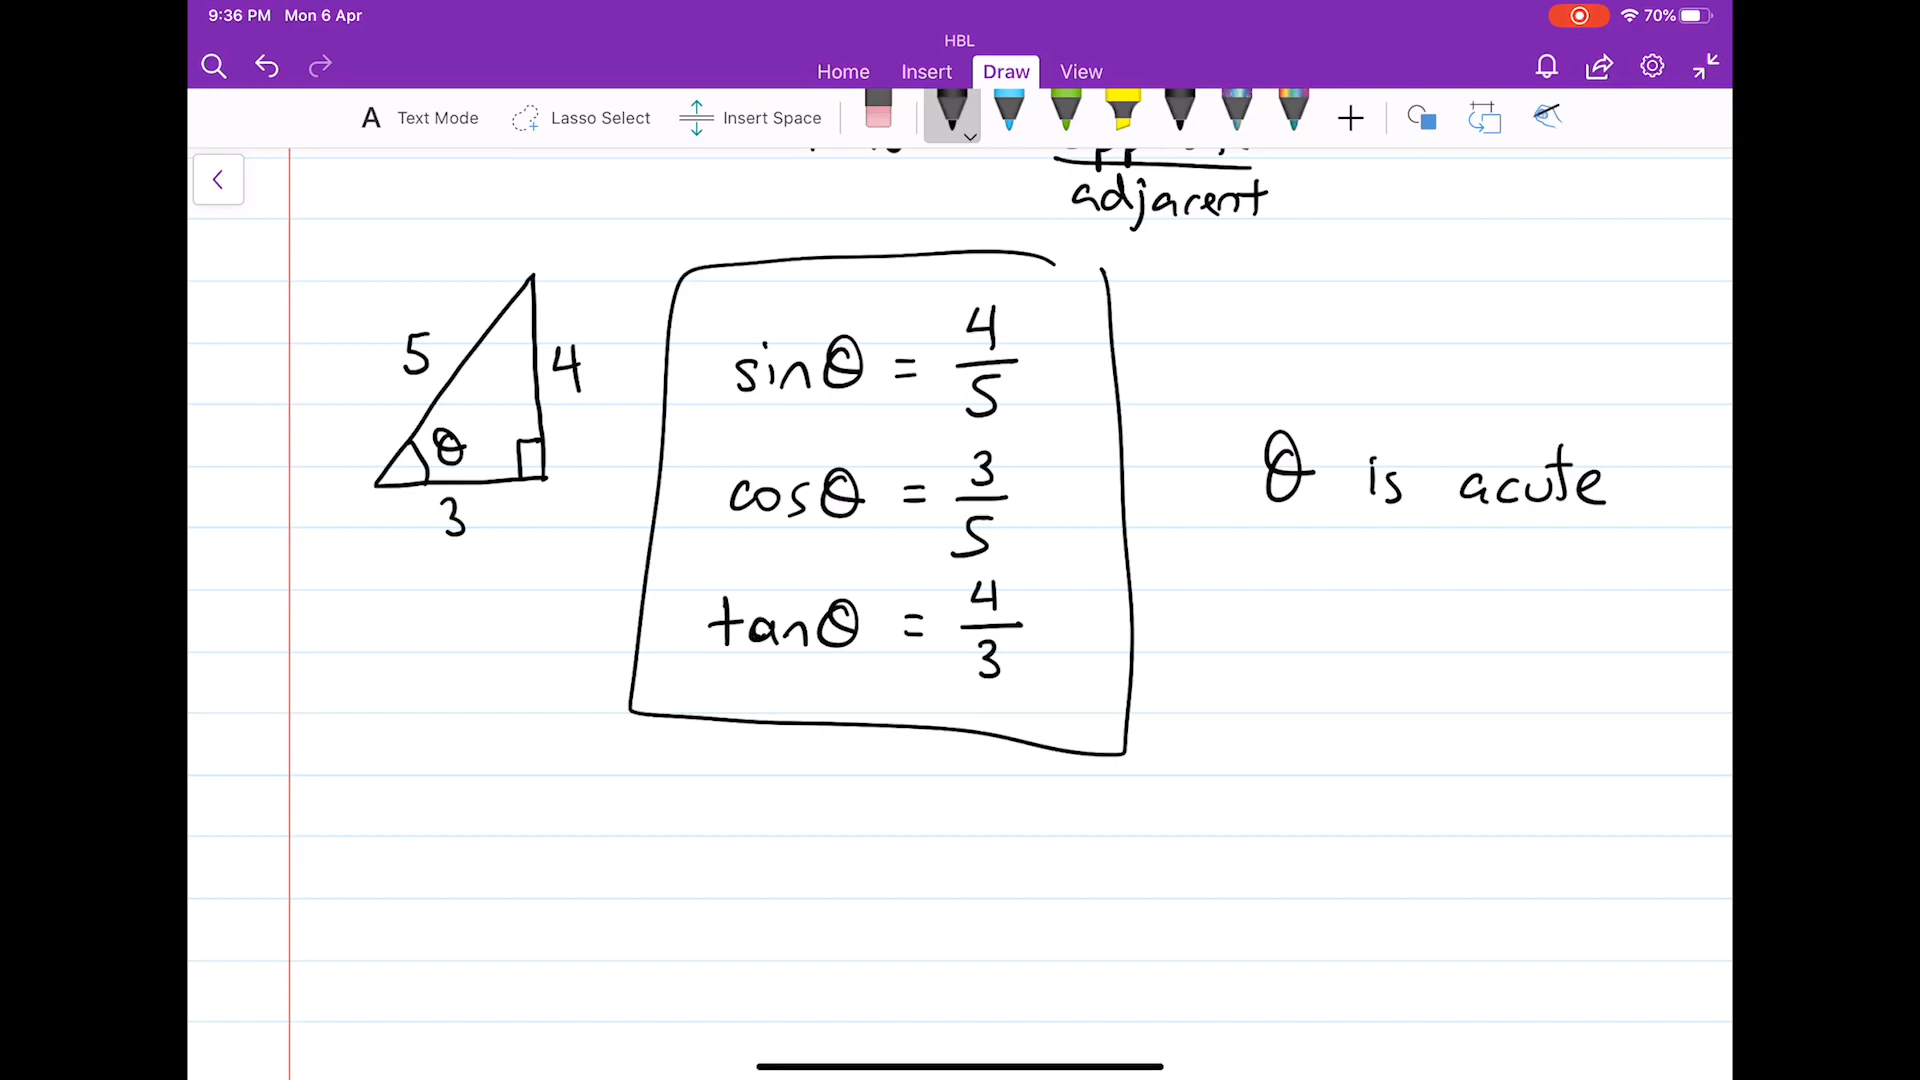 9:36 PM Mon 6 Apr
70%
HBL
Home Insert Draw View
A Text Mode Lasso Select Insert Space
adjacent
5
4
θ
3
sinθ = 4/5
cosθ = 3/5
tanθ = 4/3
θ is acute